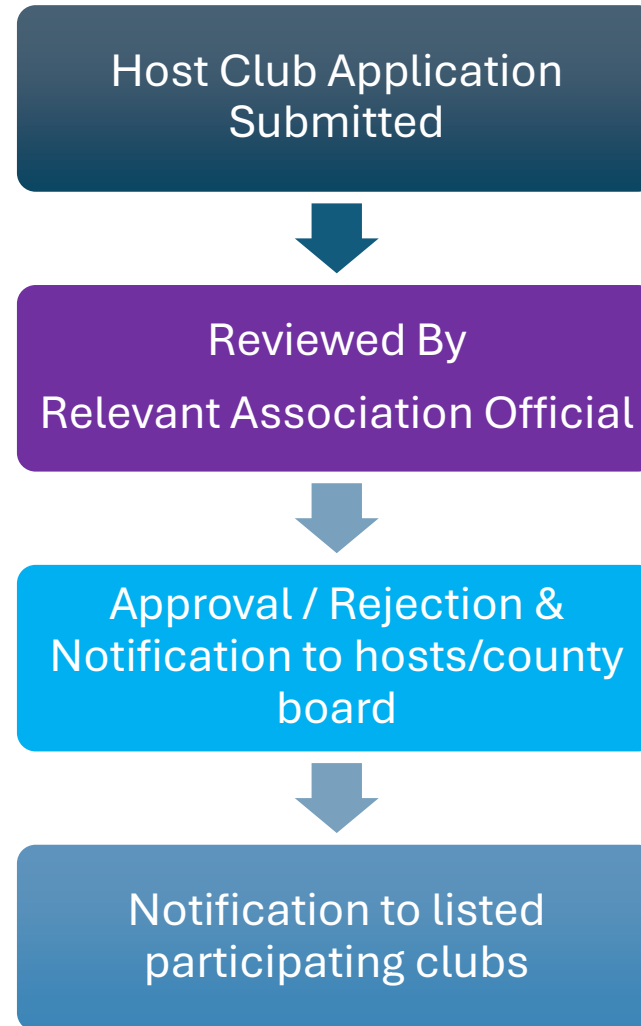 Host Club Application
Submitted
Reviewed By
Relevant Association Official
Approval / Rejection &
Notification to hosts/county
board
Notification to listed
participating clubs